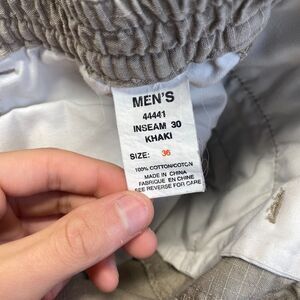 MEN'S
44441
INSEAM 30
KHAKI
SIZE: 36
100% COTTON/COTON
MADE IN CHINA
FABRIQUE EN CHINE
SEE REVERSE FOR CARE